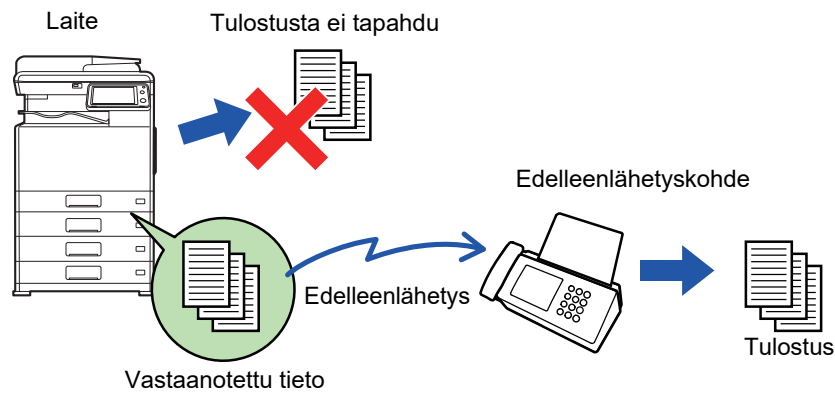 Laite
Tulostusta ei tapahdu
Edelleenlähetyskohde
Edelleenlähetys
Tulostus
Vastaanotettu tieto